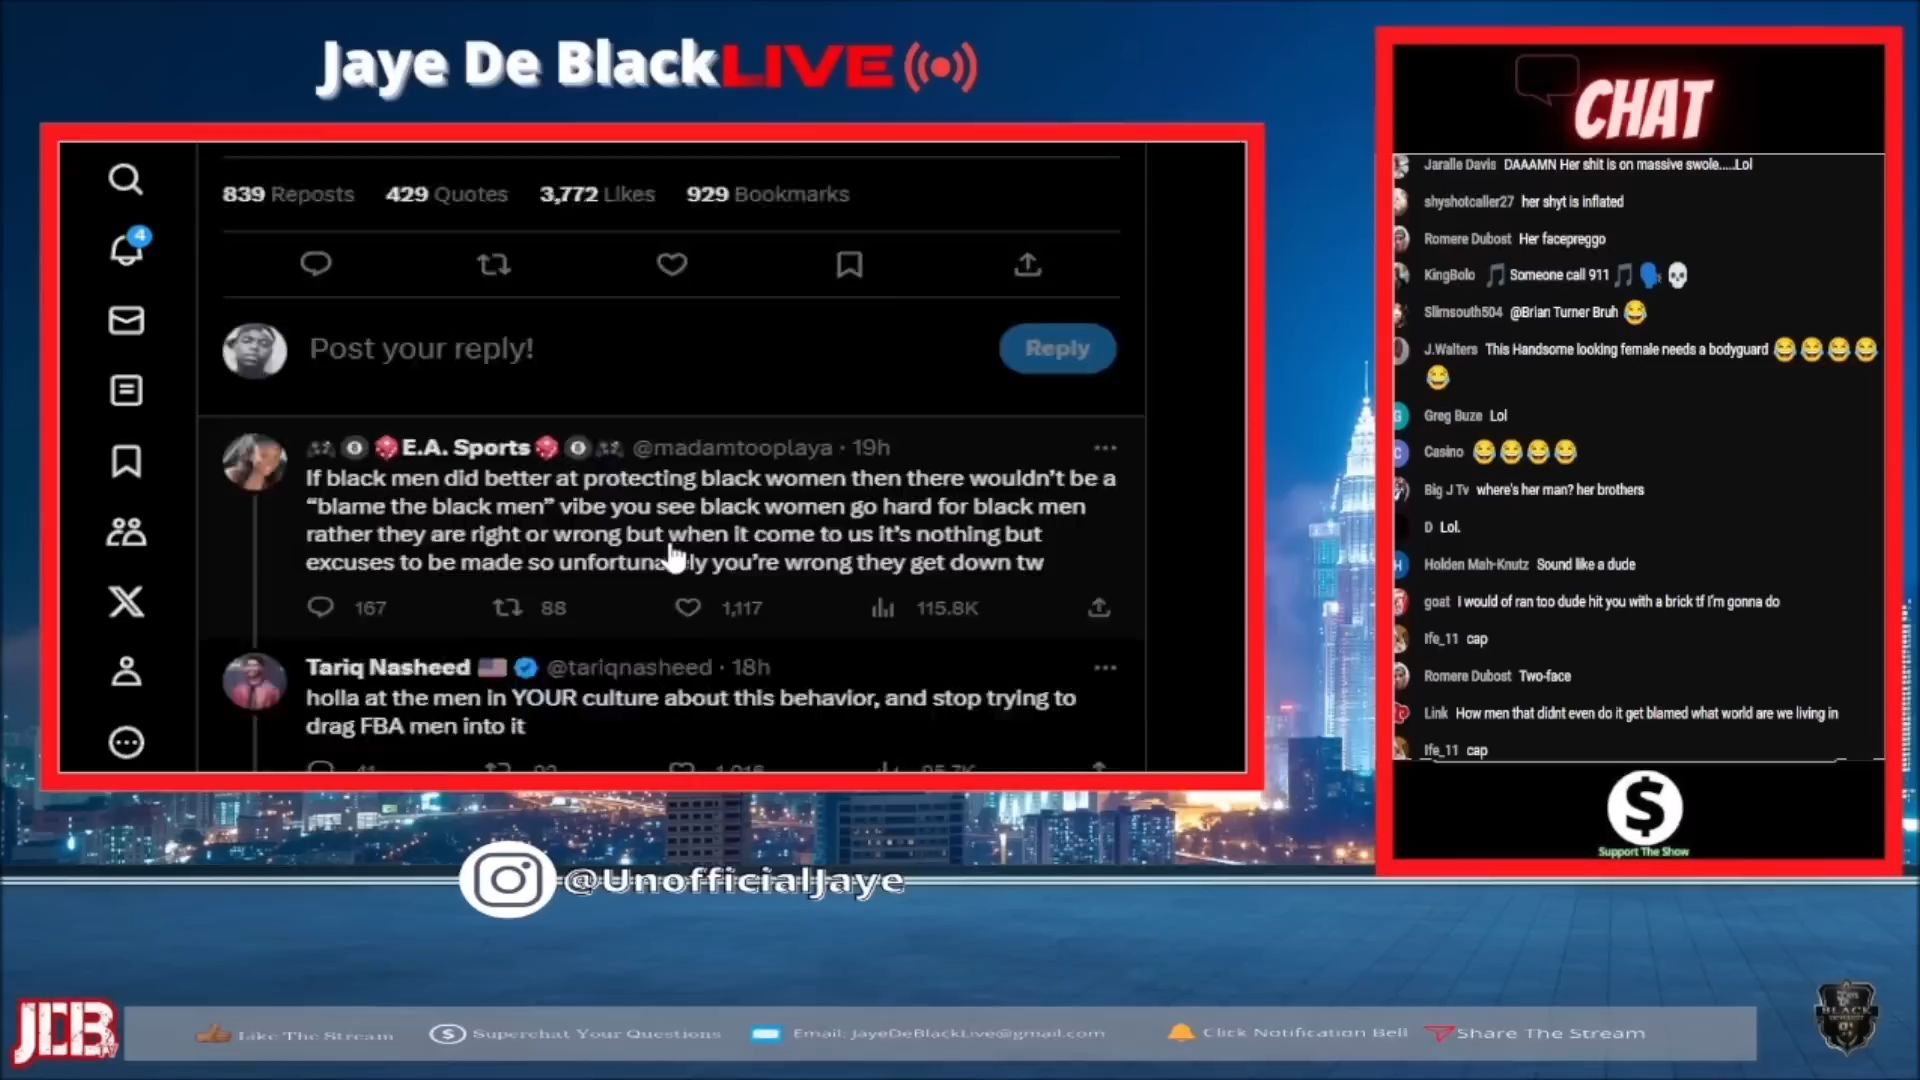 Jaye De BlackLIVE
839 Reposts 429 Quotes 3,772 Likes 929 Bookmarks
4
Post your reply!
Reply
E.A. Sports @madamtooplaya · 19h
If black men did better at protecting black women then there wouldn't be a
“blame the black men” vibe you see black women go hard for black men
rather they are right or wrong but when it come to us it's nothing but
excuses to be made so you're wrong they get down tw
167 88 1,117 115.8K
Tariq Nasheed @tariqnasheed · 18h
holla at the men in YOUR culture about this behavior, and stop trying to
drag FBA men into it
CHAT
Jaralle Davis DAAAMN Her shit is on massive swole.....Lol
shyshotcaller27 her shyt is inflated
Romere Dubost Her facepreggo
KingBolo 🎵 Someone call 911 🎵 🗣 💀
Slimsouth504 @Brian Turner Bruh 😂
J.Walters This Handsome looking female needs a bodyguard 😂😂😂😂
😂
G Greg Buze Lol
C Casino 😂😂😂😂
Big J Tv where's her man? her brothers
D Lol.
H Holden Mah-Knutz Sound like a dude
goat I would of ran too dude hit you with a brick tf I'm gonna do
Ife_11 cap
Romere Dubost Two-face
Link How men that didnt even do it get blamed what world are we living in
Ife_11 cap
$
Support The Show
@UnofficialJaye
JDB TV
Like The Stream
$ Superchat Your Questions
Email: JayeDeBlackLive@gmail.com
Click Notification Bell
Share The Stream
BLACK